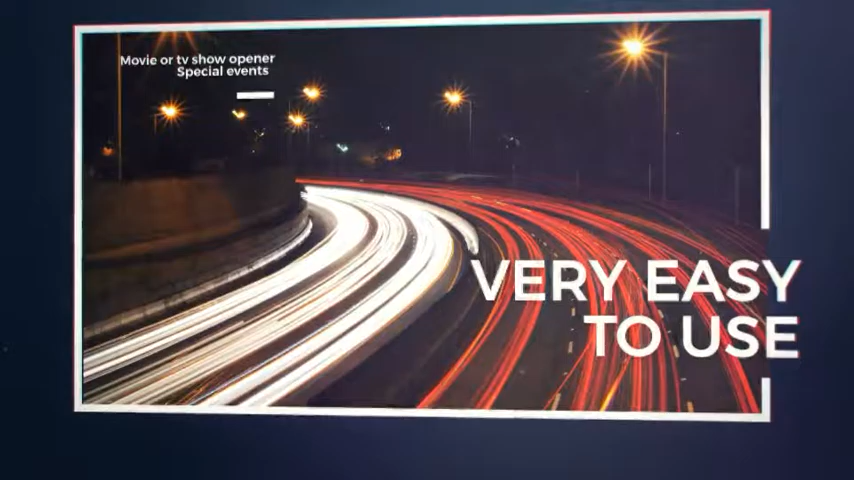 Movie or tv show opener
Special events
VERY EASY
TO USE